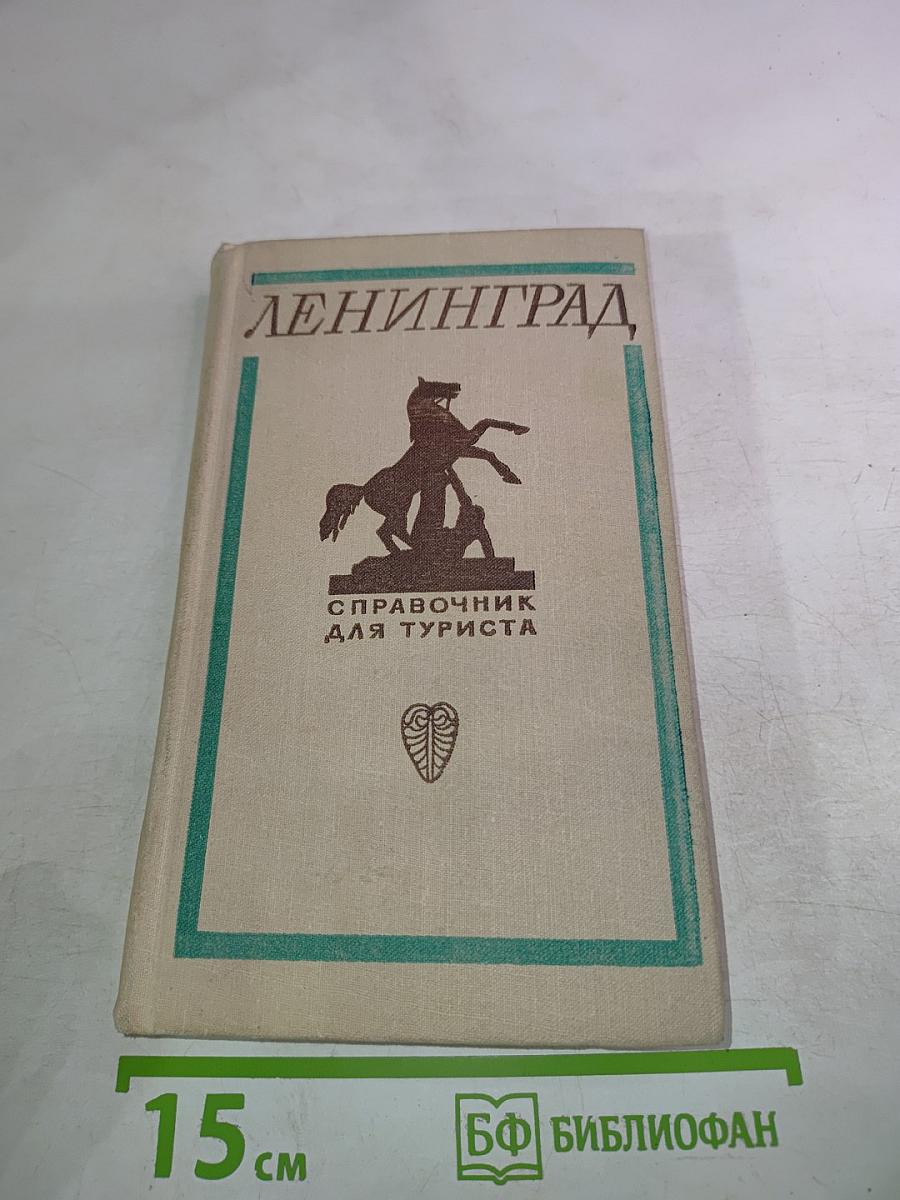 ЛЕНИНГРАД
СПРАВОЧНИК
ДЛЯ ТУРИСТА
15 см
БФ БИБЛИОФАН